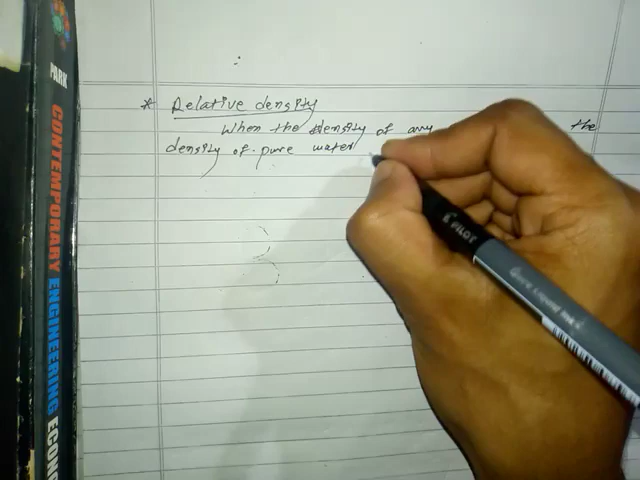 * Relative density
When the density of any the
density of pure water
PARK
CONTEMPORARY ENGINEERING ECONO
PILOT